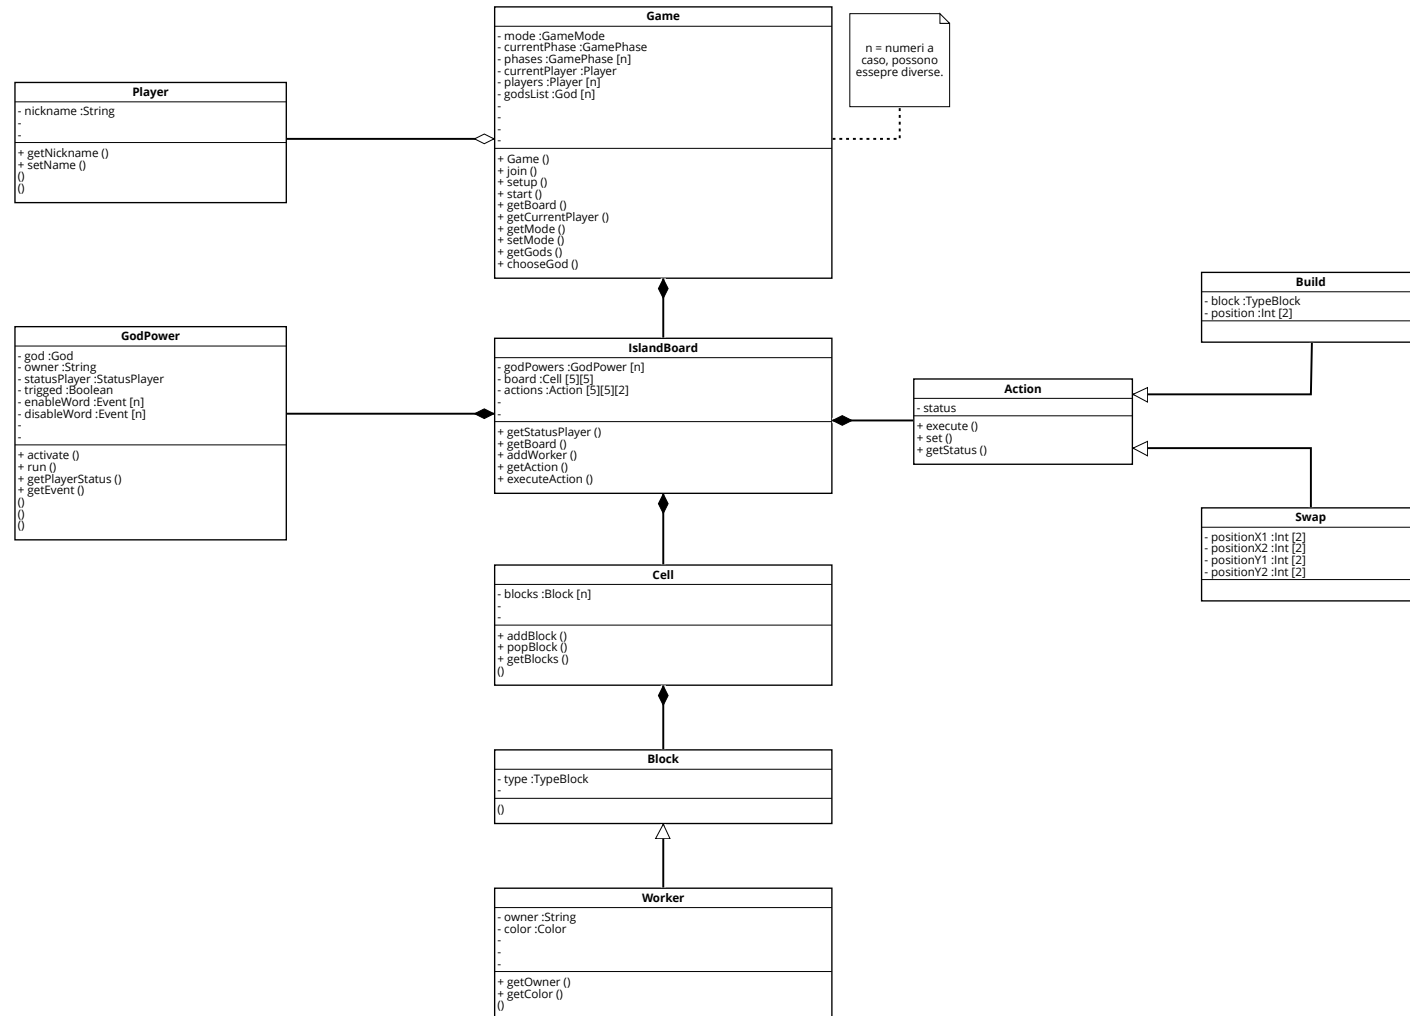 Game
- mode :GameMode
- currentPhase :GamePhase
- phases :GamePhase [n]
- currentPlayer :Player
- players :Player [n]
- godsList :God [n]
-
-
-
-
+ Game ()
+ join ()
+ setup ()
+ start ()
+ getBoard ()
+ getCurrentPlayer ()
+ getMode ()
+ setMode ()
+ getGods ()
+ chooseGod ()
n = numeri a
caso, possono
essepre diverse.
Player
- nickname :String
-
-
+ getNickname ()
+ setName ()
()
()
GodPower
- god :God
- owner :String
- statusPlayer :StatusPlayer
- trigged :Boolean
- enableWord :Event [n]
- disableWord :Event [n]
-
-
+ activate ()
+ run ()
+ getPlayerStatus ()
+ getEvent ()
()
()
()
IslandBoard
- godPowers :GodPower [n]
- board :Cell [5][5]
- actions :Action [5][5][2]
-
-
+ getStatusPlayer ()
+ getBoard ()
+ addWorker ()
+ getAction ()
+ executeAction ()
Action
- status
+ execute ()
+ set ()
+ getStatus ()
Build
- block :TypeBlock
- position :Int [2]
Swap
- positionX1 :Int [2]
- positionX2 :Int [2]
- positionY1 :Int [2]
- positionY2 :Int [2]
Cell
- blocks :Block [n]
-
-
+ addBlock ()
+ popBlock ()
+ getBlocks ()
()
Block
- type :TypeBlock
-
()
Worker
- owner :String
- color :Color
-
-
-
+ getOwner ()
+ getColor ()
()